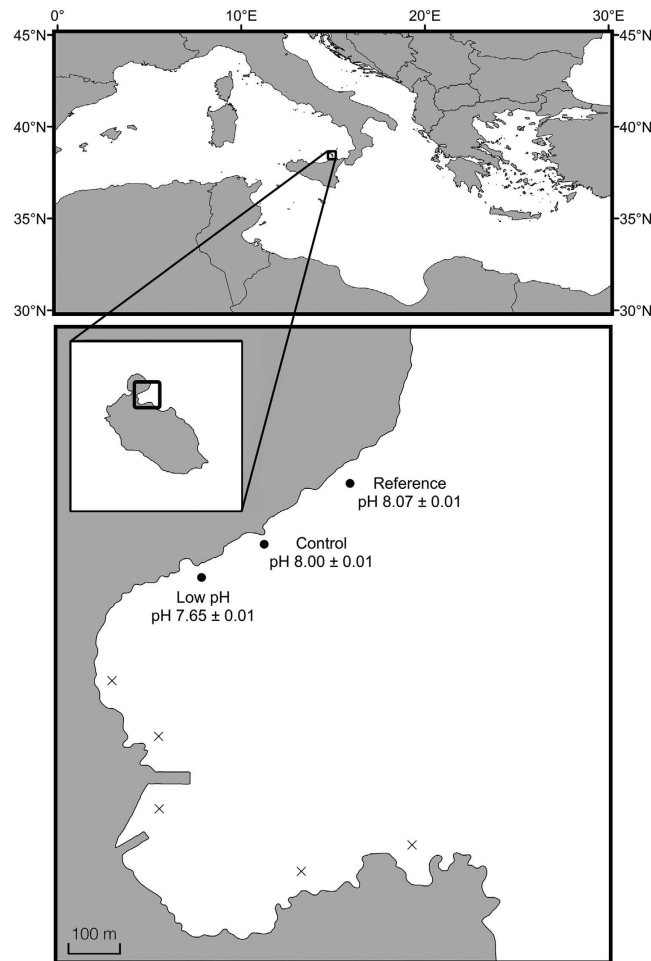 0° 10°E 20°E 30°E
45°N 45°N
40°N 40°N
35°N 35°N
30°N 30°N
Reference
pH 8.07 ± 0.01
Control
pH 8.00 ± 0.01
Low pH
pH 7.65 ± 0.01
100 m